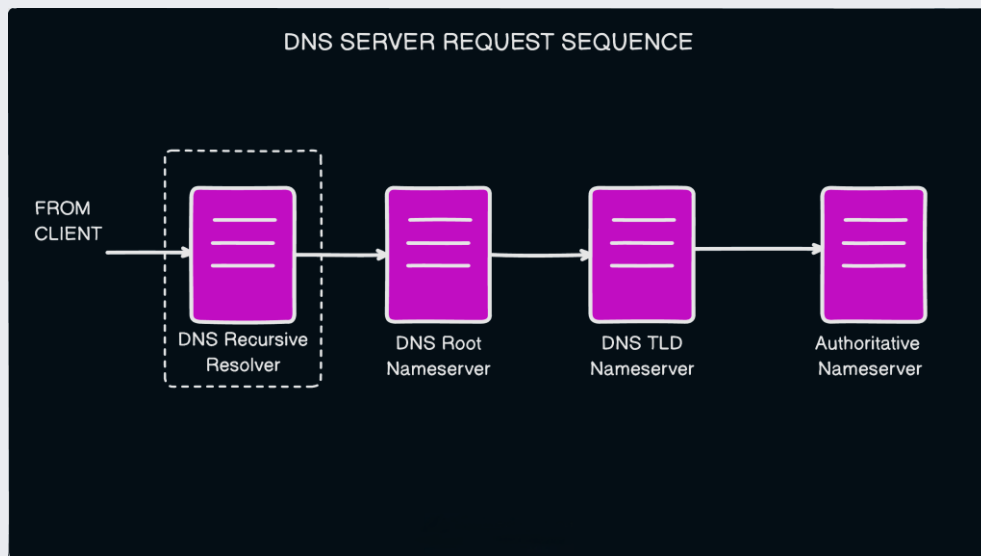 DNS SERVER REQUEST SEQUENCE
FROM
CLIENT
DNS Recursive
Resolver
DNS Root
Nameserver
DNS TLD
Nameserver
Authoritative
Nameserver